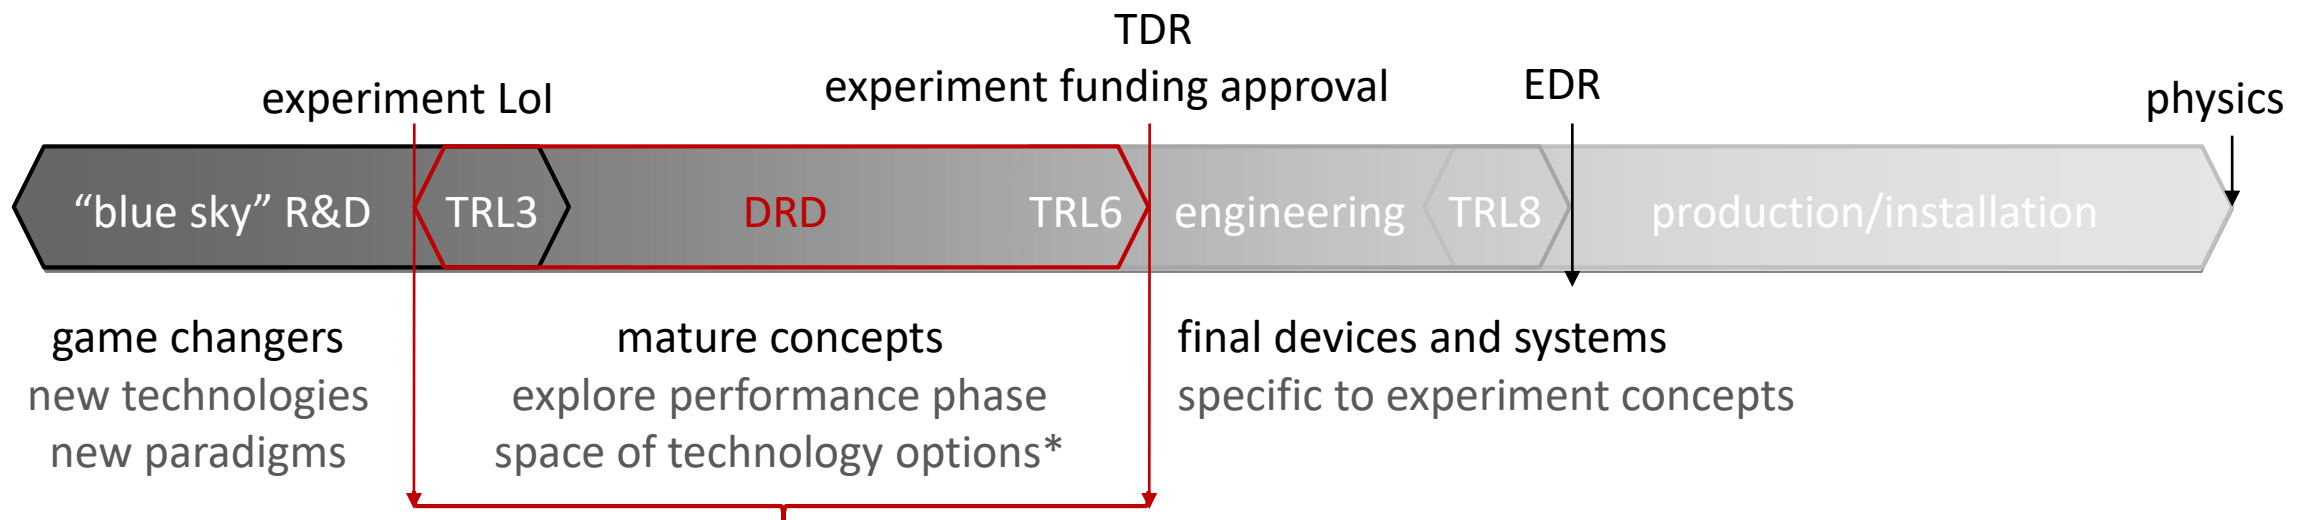 TDR
experiment LoI
experiment funding approval
EDR
physics
“blue sky” R&D
TRL3
DRD
TRL6
engineering
TRL8
production/installation
game changers
new technologies
new paradigms
mature concepts
explore performance phase
space of technology options*
final devices and systems
specific to experiment concepts